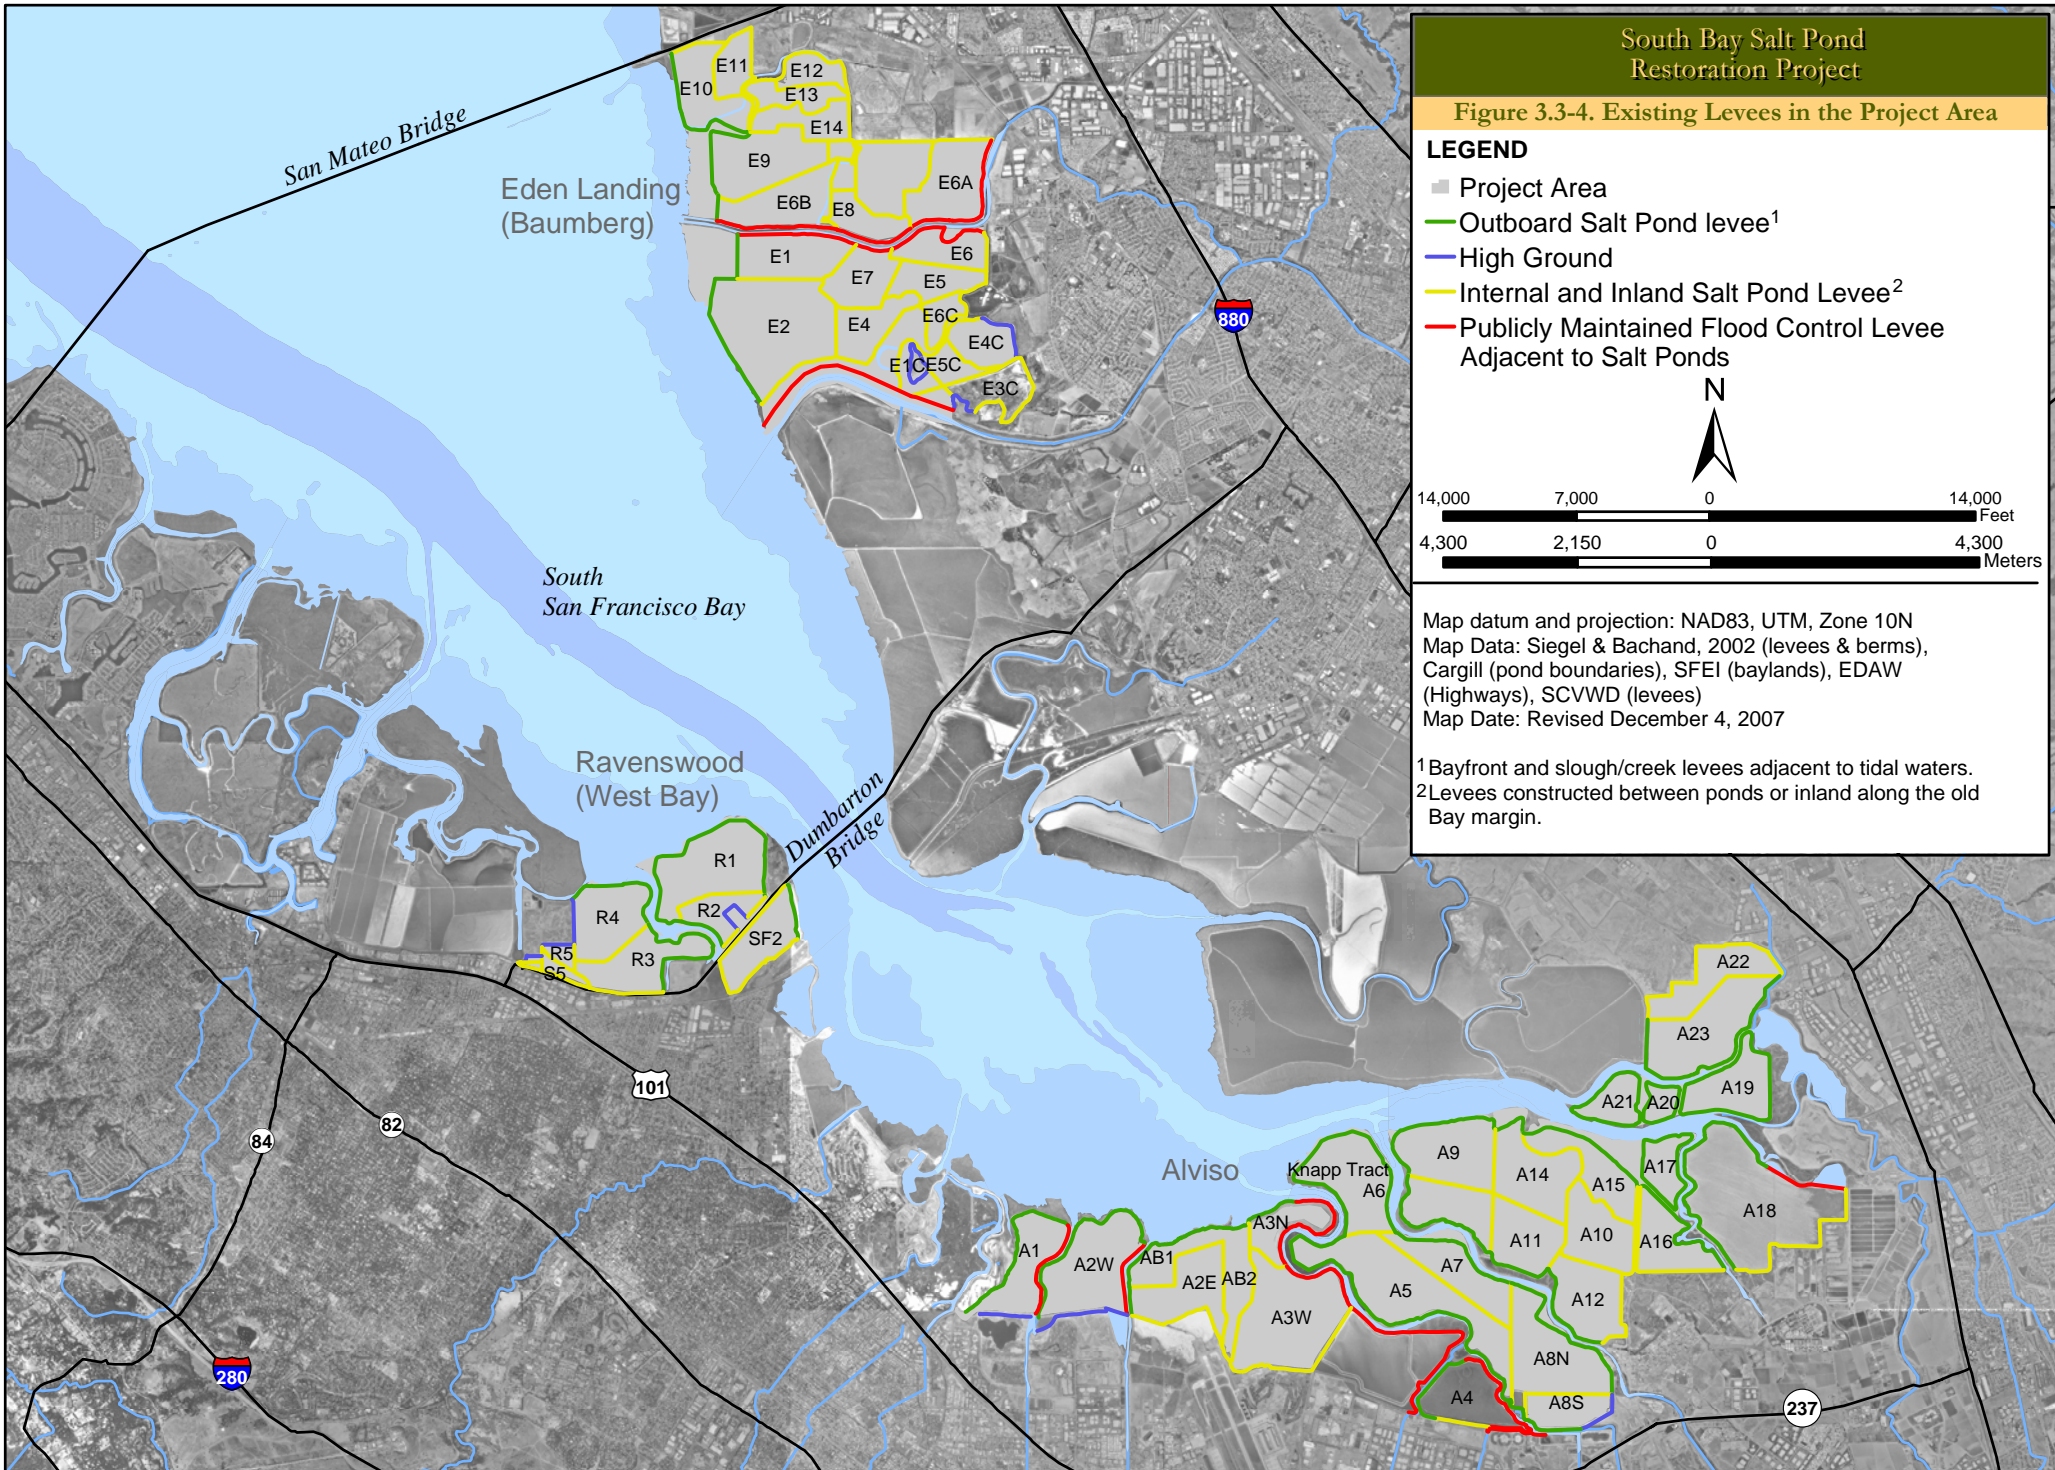 South Bay Salt Pond
Restoration Project
Figure 3.3-4. Existing Levees in the Project Area
LEGEND
Project Area
Outboard Salt Pond levee1
High Ground
Internal and Inland Salt Pond Levee2
Publicly Maintained Flood Control Levee
Adjacent to Salt Ponds
N
14,000 7,000 0 14,000
Feet
4,300 2,150 0 4,300
Meters
Map datum and projection: NAD83, UTM, Zone 10N
Map Data: Siegel & Bachand, 2002 (levees & berms),
Cargill (pond boundaries), SFEI (baylands), EDAW
(Highways), SCVWD (levees)
Map Date: Revised December 4, 2007
1 Bayfront and slough/creek levees adjacent to tidal waters.
2 Levees constructed between ponds or inland along the old
Bay margin.
San Mateo Bridge
Eden Landing
(Baumberg)
E11
E10
E12
E13
E14
E9
E6A
E6B
E8
E1
E6
E7
E5
E2
E4
E6C
E4C
E1C
E5C
E3C
880
South
San Francisco Bay
Ravenswood
(West Bay)
Dumbarton
Bridge
R1
R2
R4
SF2
R5
R3
S5
101
82
84
280
237
Alviso
A22
A23
A19
A21
A20
Knapp Tract
A6
A9
A14
A15
A17
A18
A3N
A1
A2W
AB1
A2E
AB2
A3W
A5
A7
A11
A10
A16
A12
A8N
A8S
A4